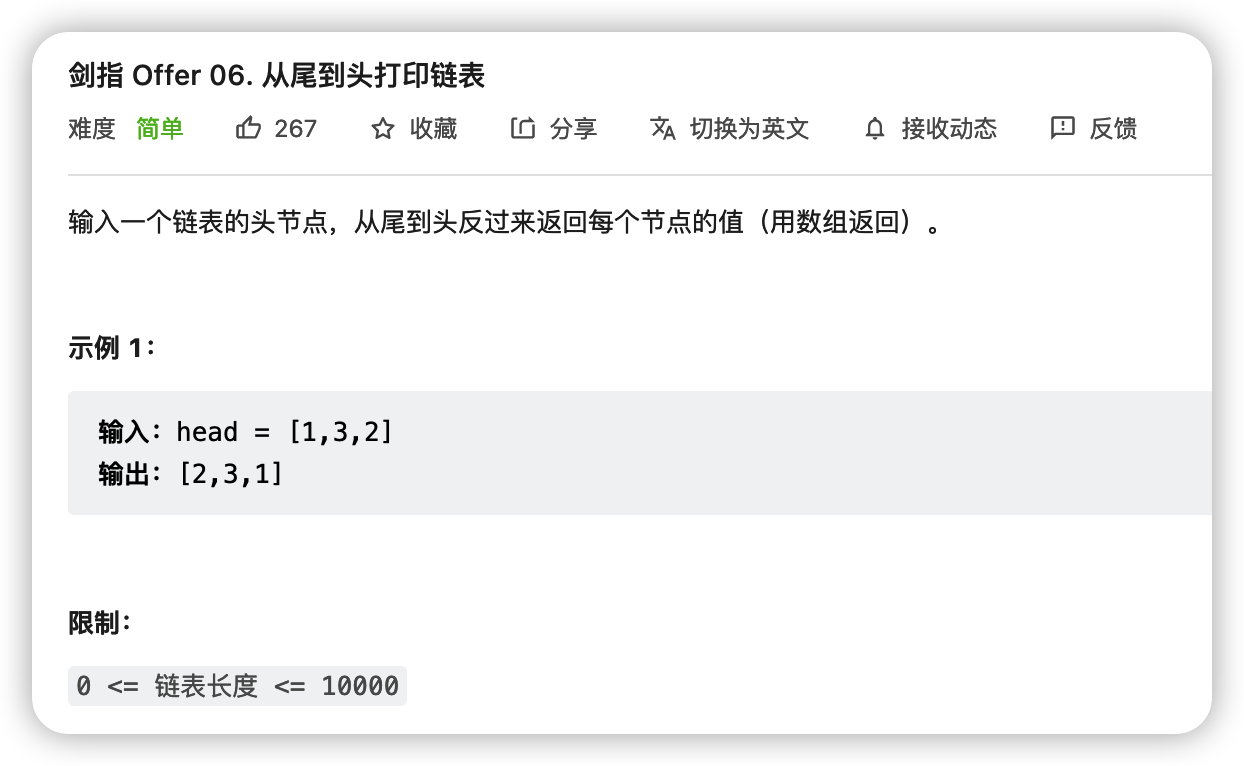 剑指 Offer 06. 从尾到头打印链表
难度 简单 267 收藏 分享 切换为英文 接收动态 反馈
输入一个链表的头节点，从尾到头反过来返回每个节点的值（用数组返回）。
示例 1：
输入：head = [1,3,2]
输出：[2,3,1]
限制：
0 <= 链表长度 <= 10000